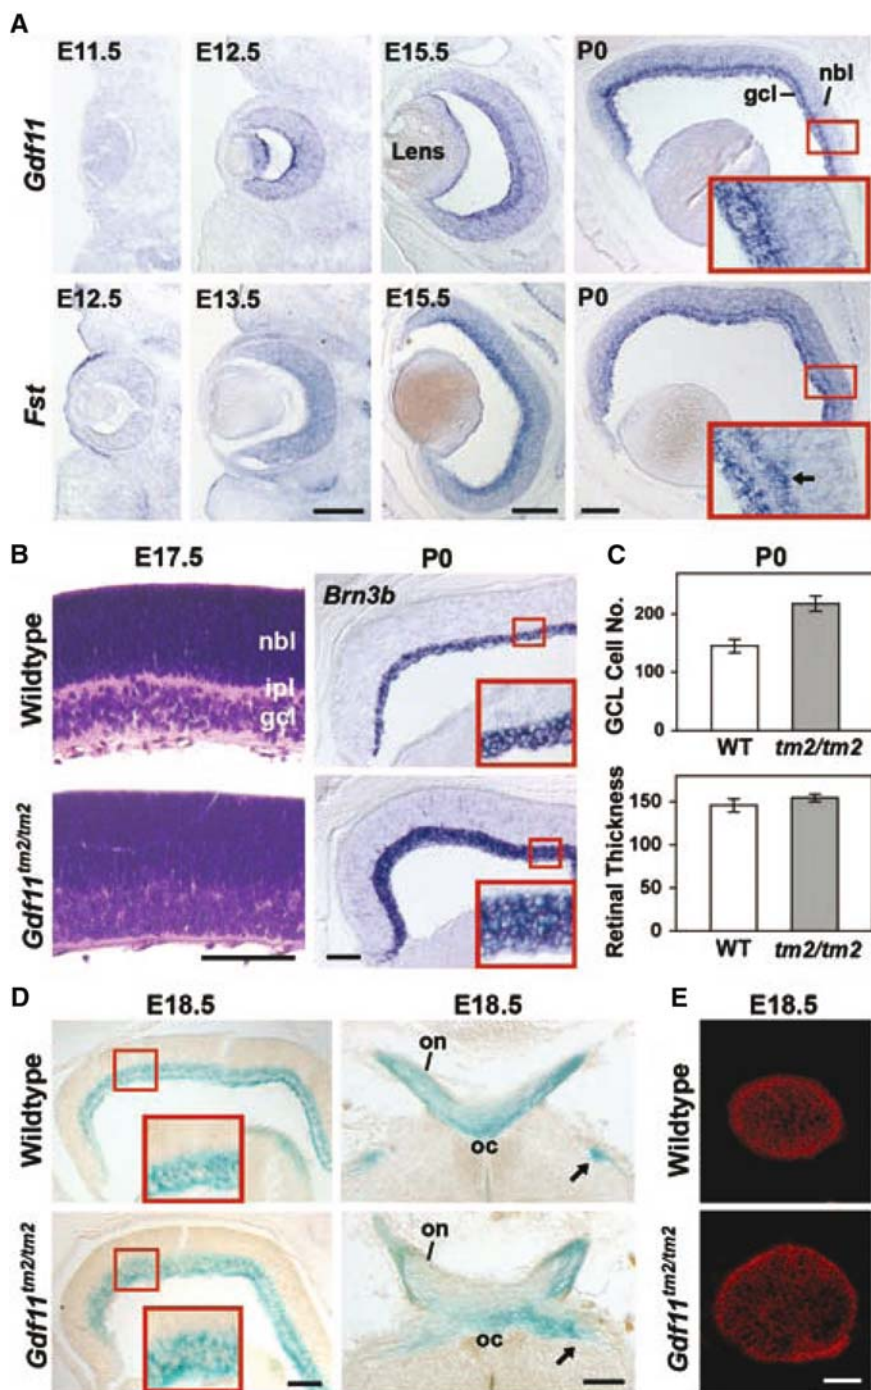 A
E11.5
E12.5
E15.5
P0
Gdf11
Lens
gcl
nbl
E12.5
E13.5
E15.5
P0
Fst
B
E17.5
P0
Wildtype
nbl
ipl
gcl
Brn3b
Gdf11tm2/tm2
C
P0
GCL Cell No.
200
100
0
WT
tm2/tm2
Retinal Thickness
150
100
50
0
WT
tm2/tm2
D
E18.5
E18.5
Wildtype
on
oc
Gdf11tm2/tm2
on
oc
E
E18.5
Wildtype
Gdf11tm2/tm2